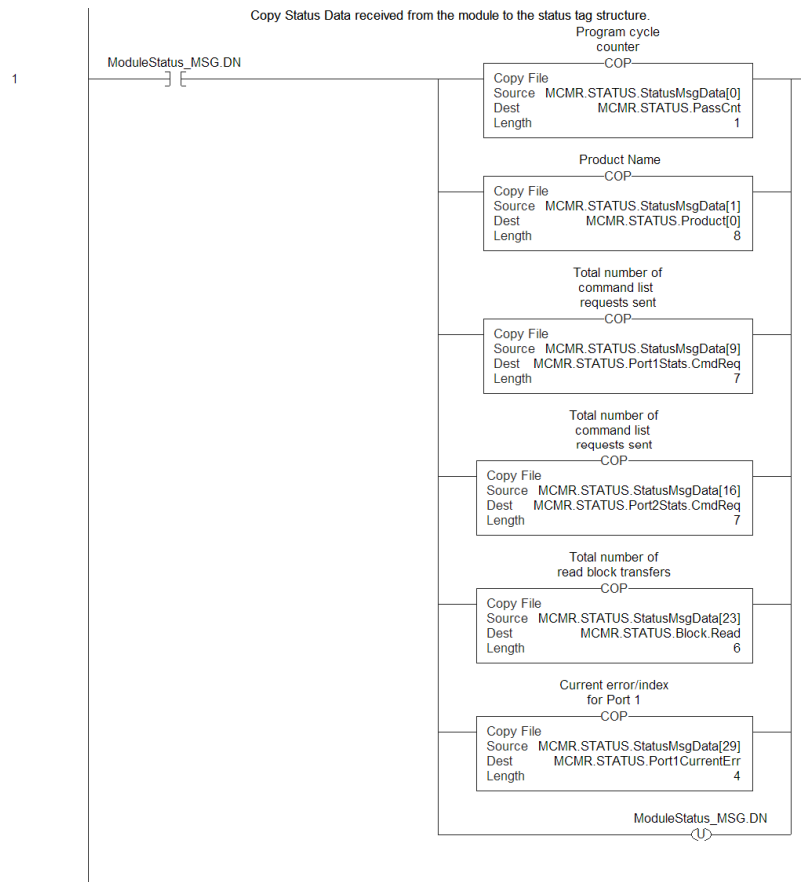 Copy Status Data received from the module to the status tag structure.
Program cycle
counter
ModuleStatus_MSG.DN
COP
1
Copy File
Source MCMR.STATUS.StatusMsgData[0]
Dest MCMR.STATUS.PassCnt
Length 1
Product Name
COP
Copy File
Source MCMR.STATUS.StatusMsgData[1]
Dest MCMR.STATUS.Product[0]
Length 8
Total number of
command list
requests sent
COP
Copy File
Source MCMR.STATUS.StatusMsgData[9]
Dest MCMR.STATUS.Port1Stats.CmdReq
Length 7
Total number of
command list
requests sent
COP
Copy File
Source MCMR.STATUS.StatusMsgData[16]
Dest MCMR.STATUS.Port2Stats.CmdReq
Length 7
Total number of
read block transfers
COP
Copy File
Source MCMR.STATUS.StatusMsgData[23]
Dest MCMR.STATUS.Block.Read
Length 6
Current error/index
for Port 1
COP
Copy File
Source MCMR.STATUS.StatusMsgData[29]
Dest MCMR.STATUS.Port1CurrentErr
Length 4
ModuleStatus_MSG.DN
U